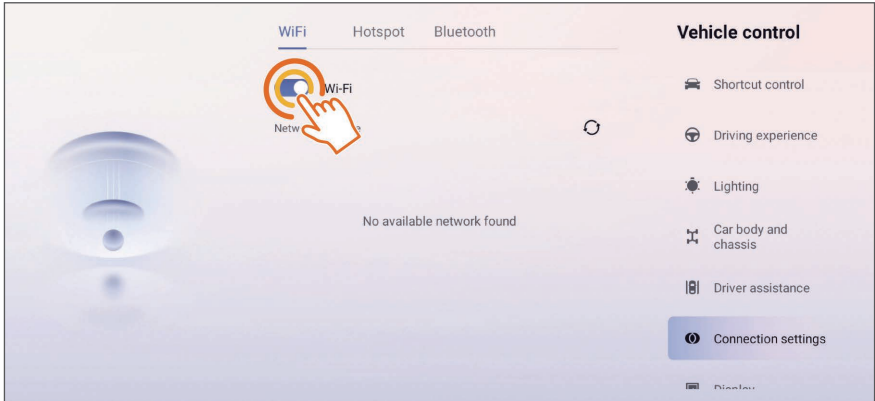 WiFi Hotspot Bluetooth
Wi-Fi
No available network found
Vehicle control
Shortcut control
Driving experience
Lighting
Car body and
chassis
Driver assistance
Connection settings
Display